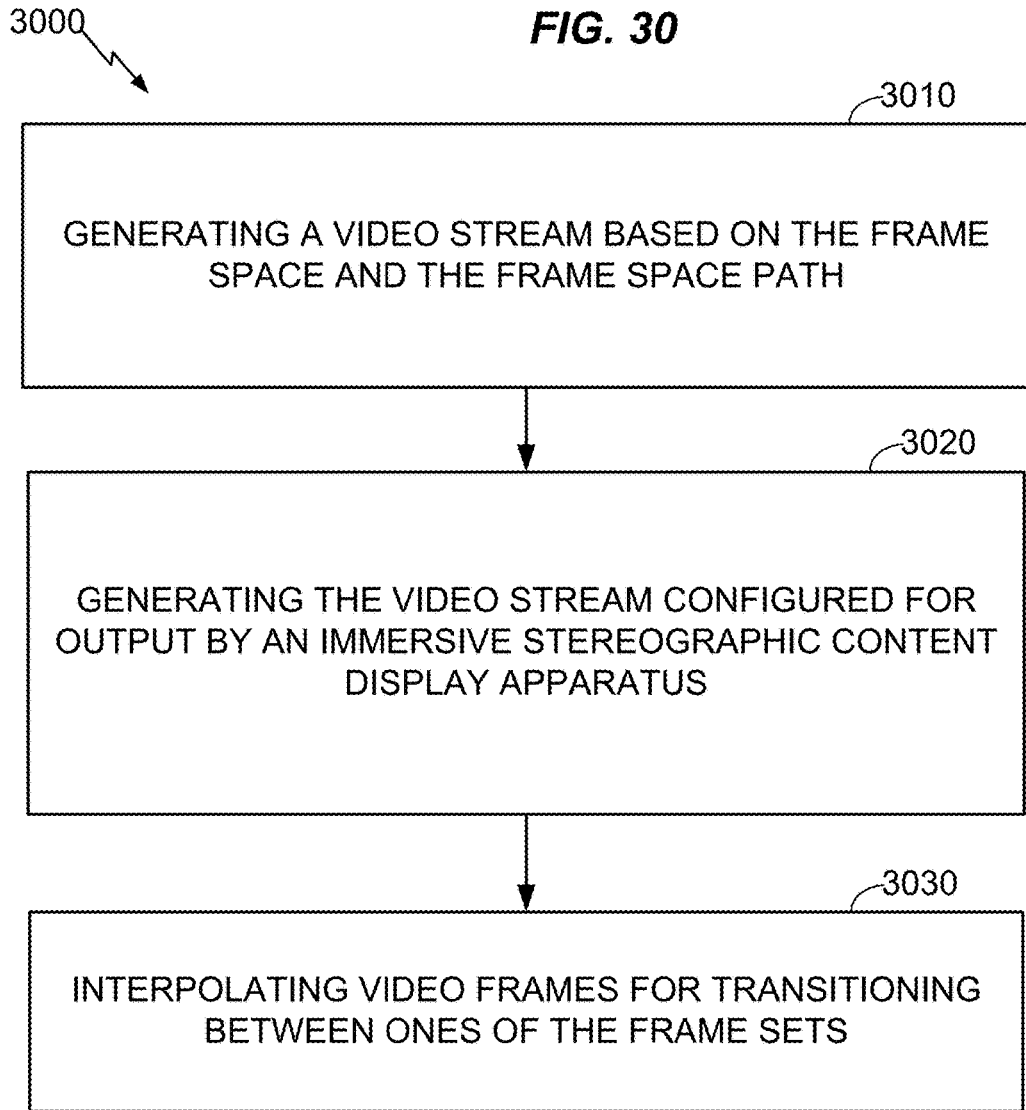 3000
FIG. 30
3010
GENERATING A VIDEO STREAM BASED ON THE FRAME
SPACE AND THE FRAME SPACE PATH
3020
GENERATING THE VIDEO STREAM CONFIGURED FOR
OUTPUT BY AN IMMERSIVE STEREOGRAPHIC CONTENT
DISPLAY APPARATUS
3030
INTERPOLATING VIDEO FRAMES FOR TRANSITIONING
BETWEEN ONES OF THE FRAME SETS